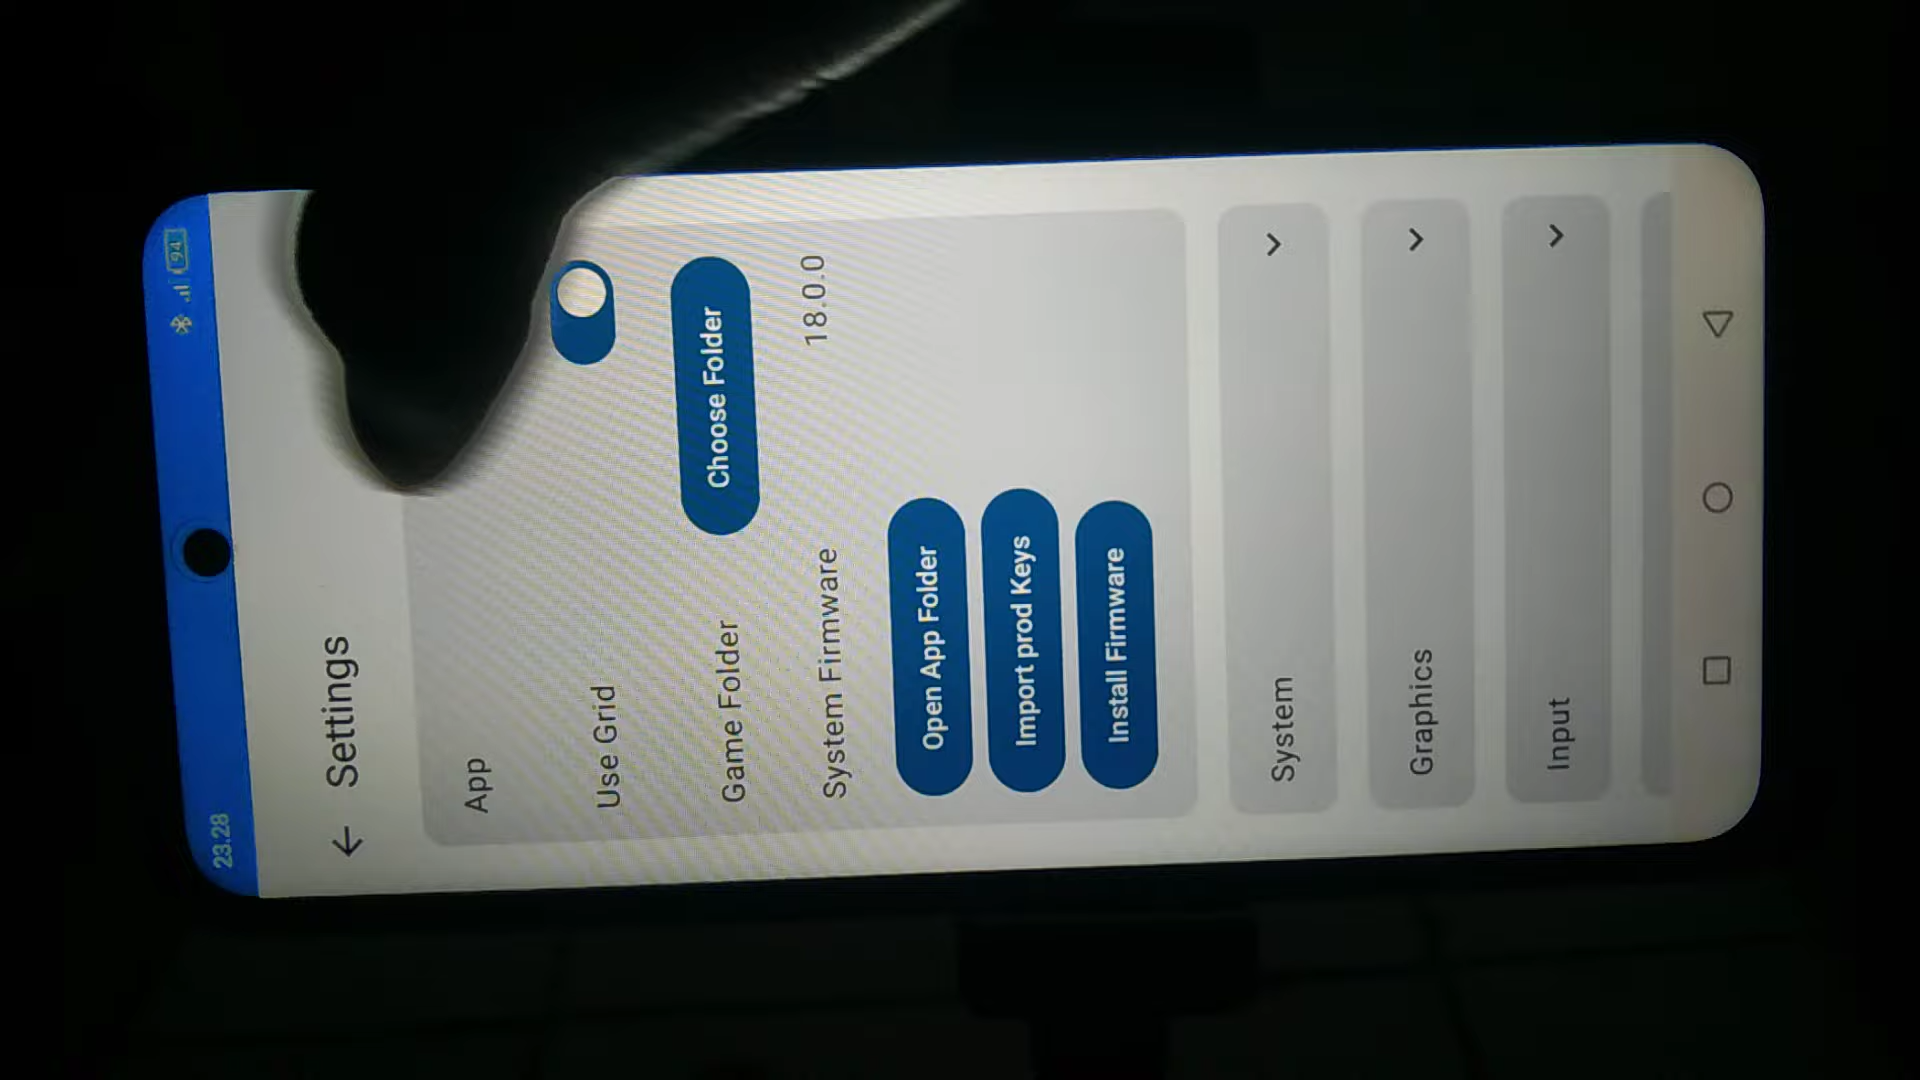 23.28
94
Settings
App
Use Grid
Game Folder
Choose Folder
System Firmware
18.0.0
Open App Folder
Import prod Keys
Install Firmware
System
Graphics
Input